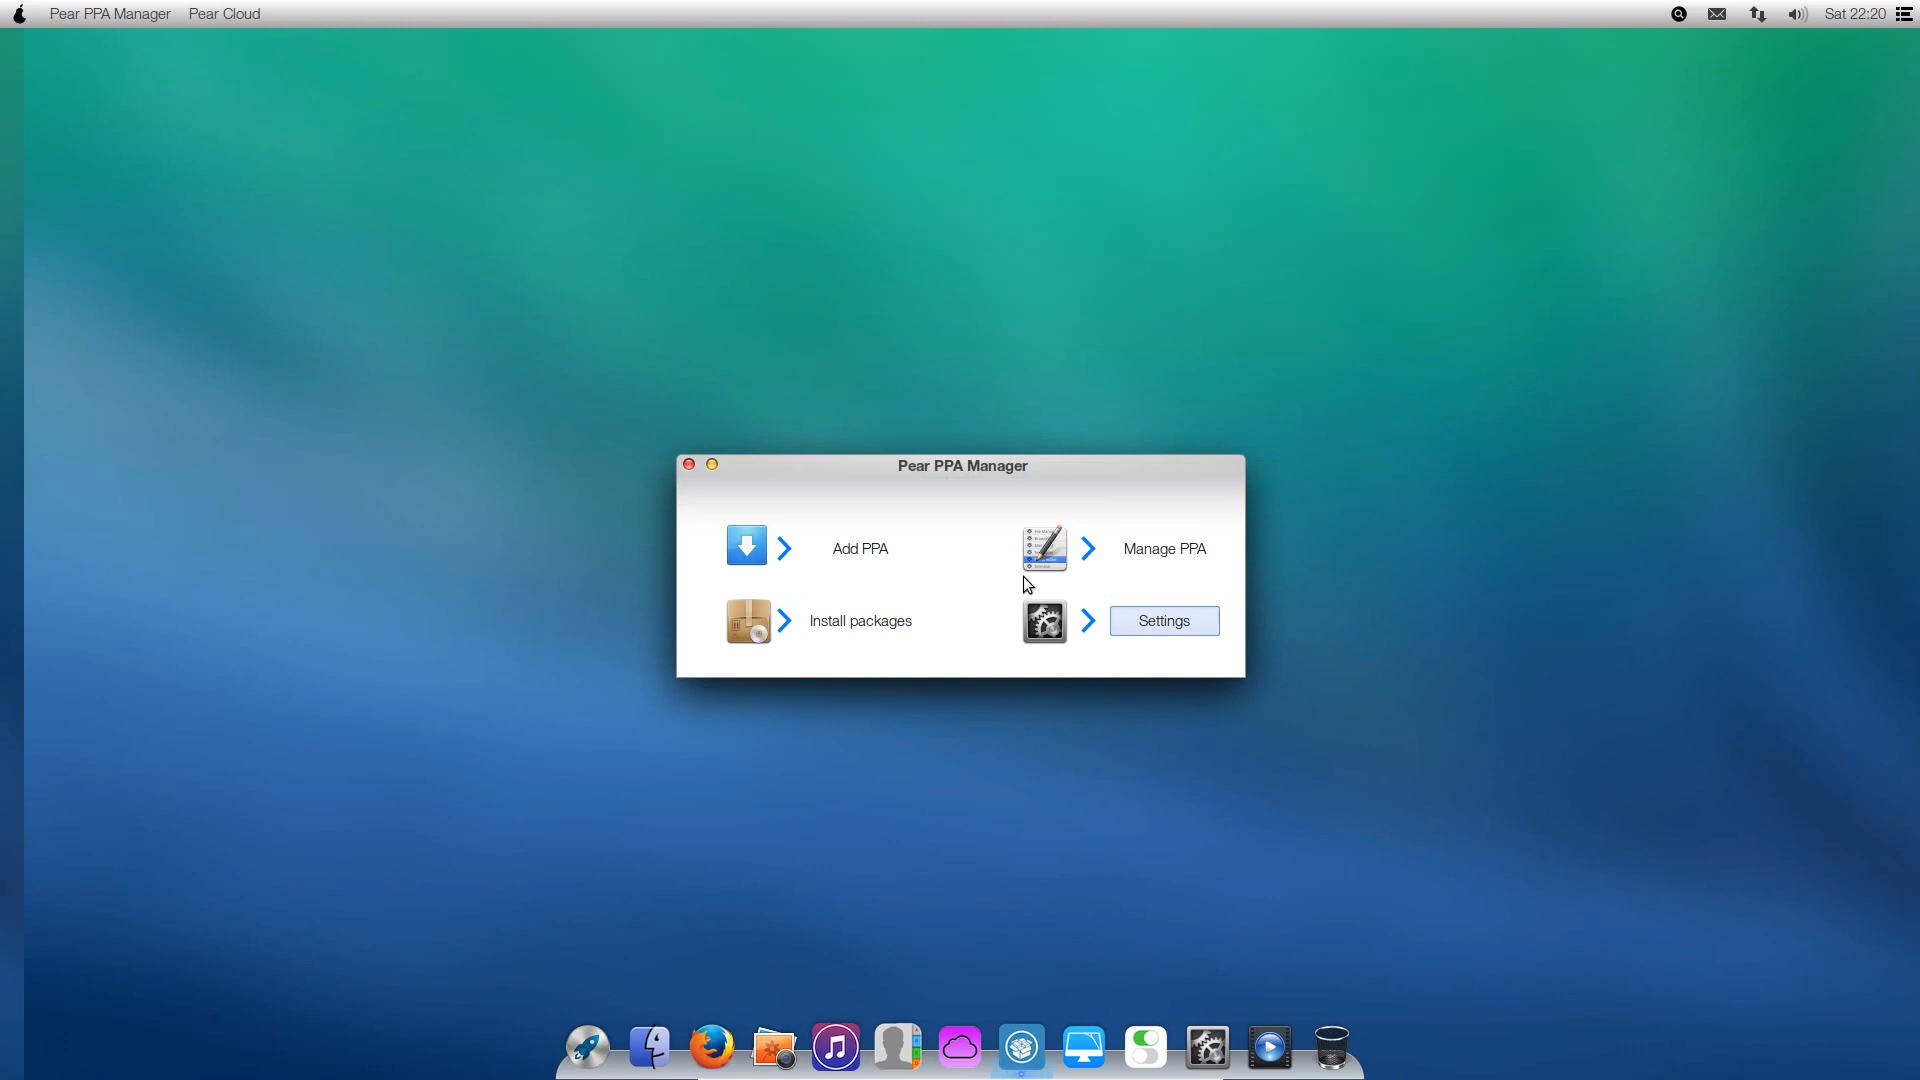 Pear PPA Manager Pear Cloud
Sat 22:20
Pear PPA Manager
Add PPA
Manage PPA
Install packages
Settings